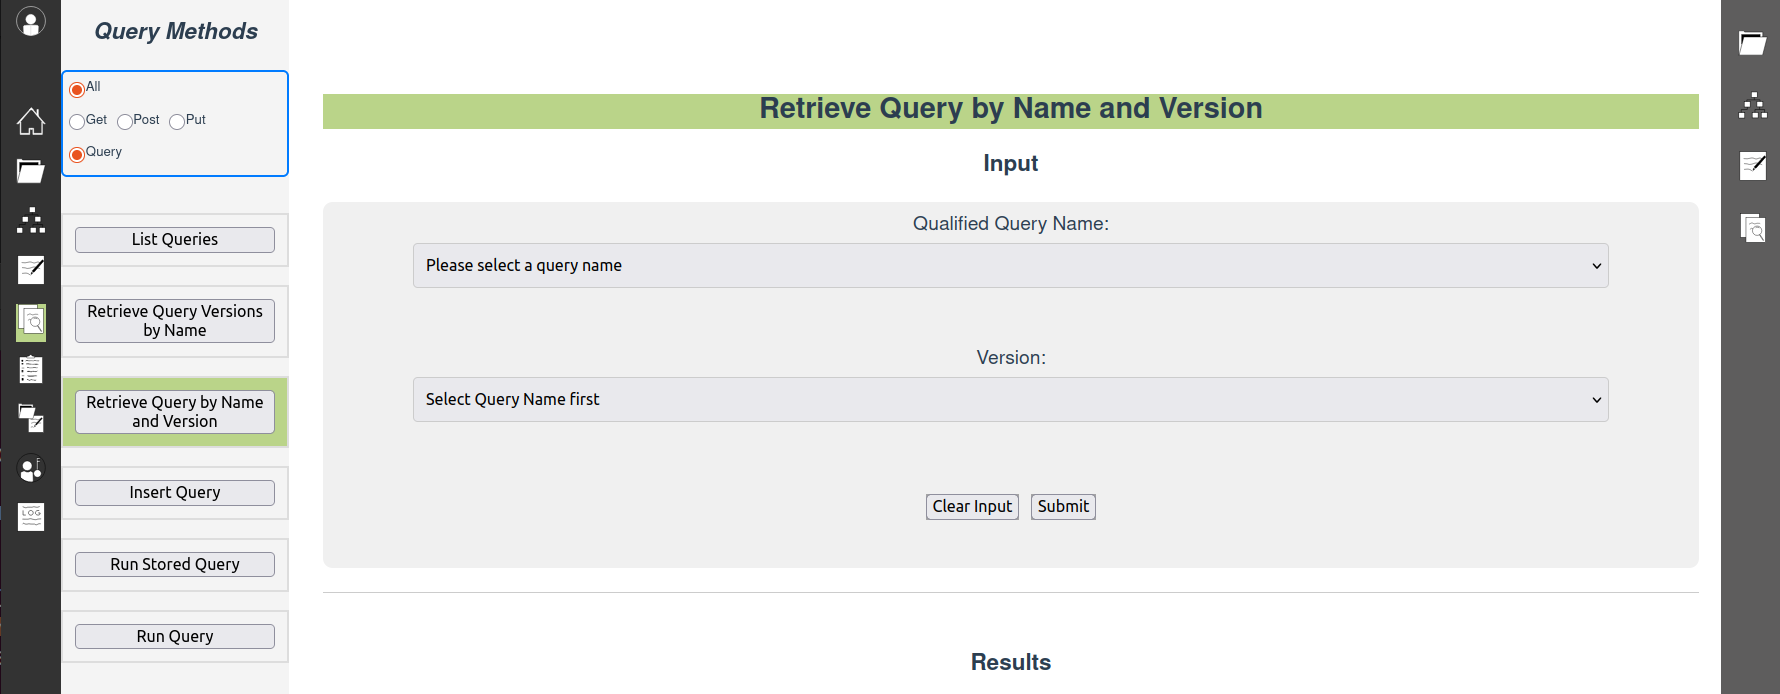 Query Methods
All
Get Post Put
Query
List Queries
Retrieve Query Versions
by Name
Retrieve Query by Name
and Version
Insert Query
Run Stored Query
Run Query
LOG
Retrieve Query by Name and Version
Input
Qualified Query Name:
Please select a query name
Version:
Select Query Name first
Clear Input Submit
Results